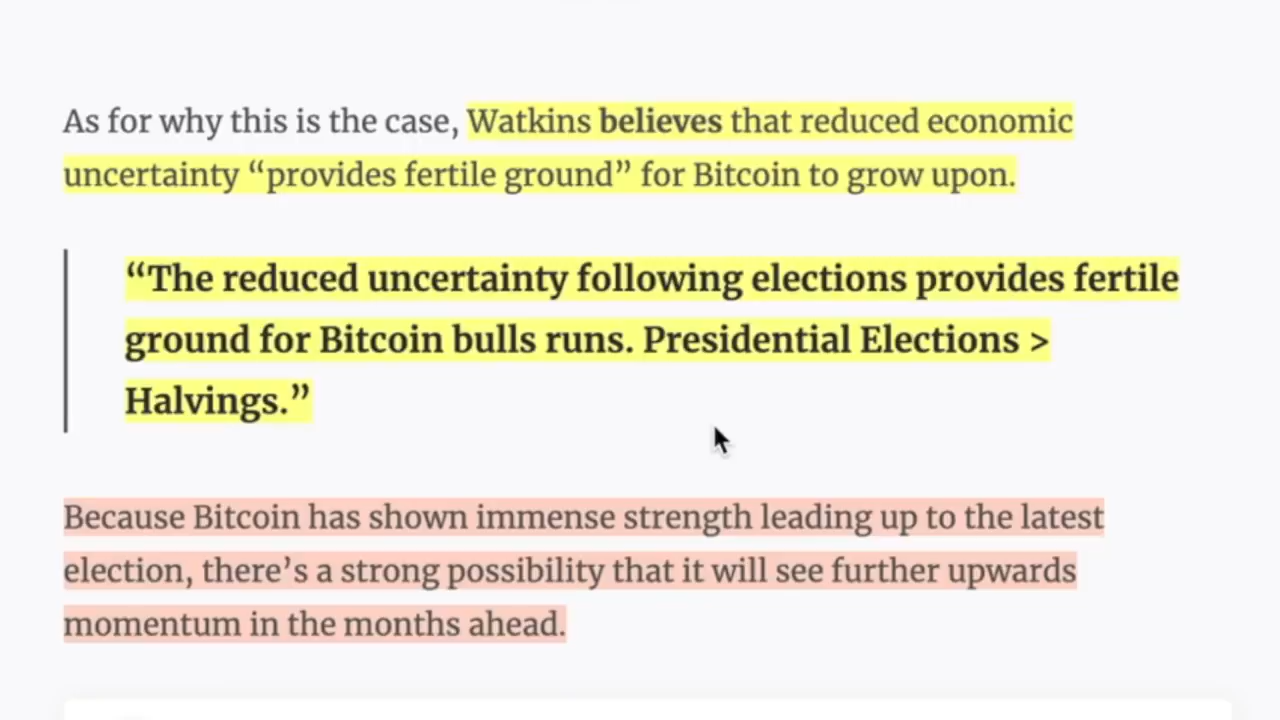 As for why this is the case, Watkins believes that reduced economic
uncertainty “provides fertile ground” for Bitcoin to grow upon.
“The reduced uncertainty following elections provides fertile
ground for Bitcoin bulls runs. Presidential Elections >
Halvings.”
Because Bitcoin has shown immense strength leading up to the latest
election, there’s a strong possibility that it will see further upwards
momentum in the months ahead.